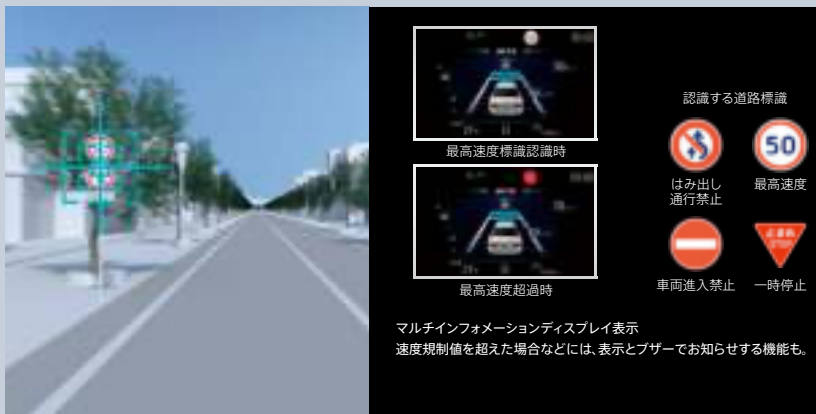 最高速度標識認識時
最高速度超過時
認識する道路標識
はみ出し
通行禁止
50
最高速度
車両進入禁止
STOP
一時停止
マルチインフォメーションディスプレイ表示
速度規制値を超えた場合などには、表示とブザーでお知らせする機能も。